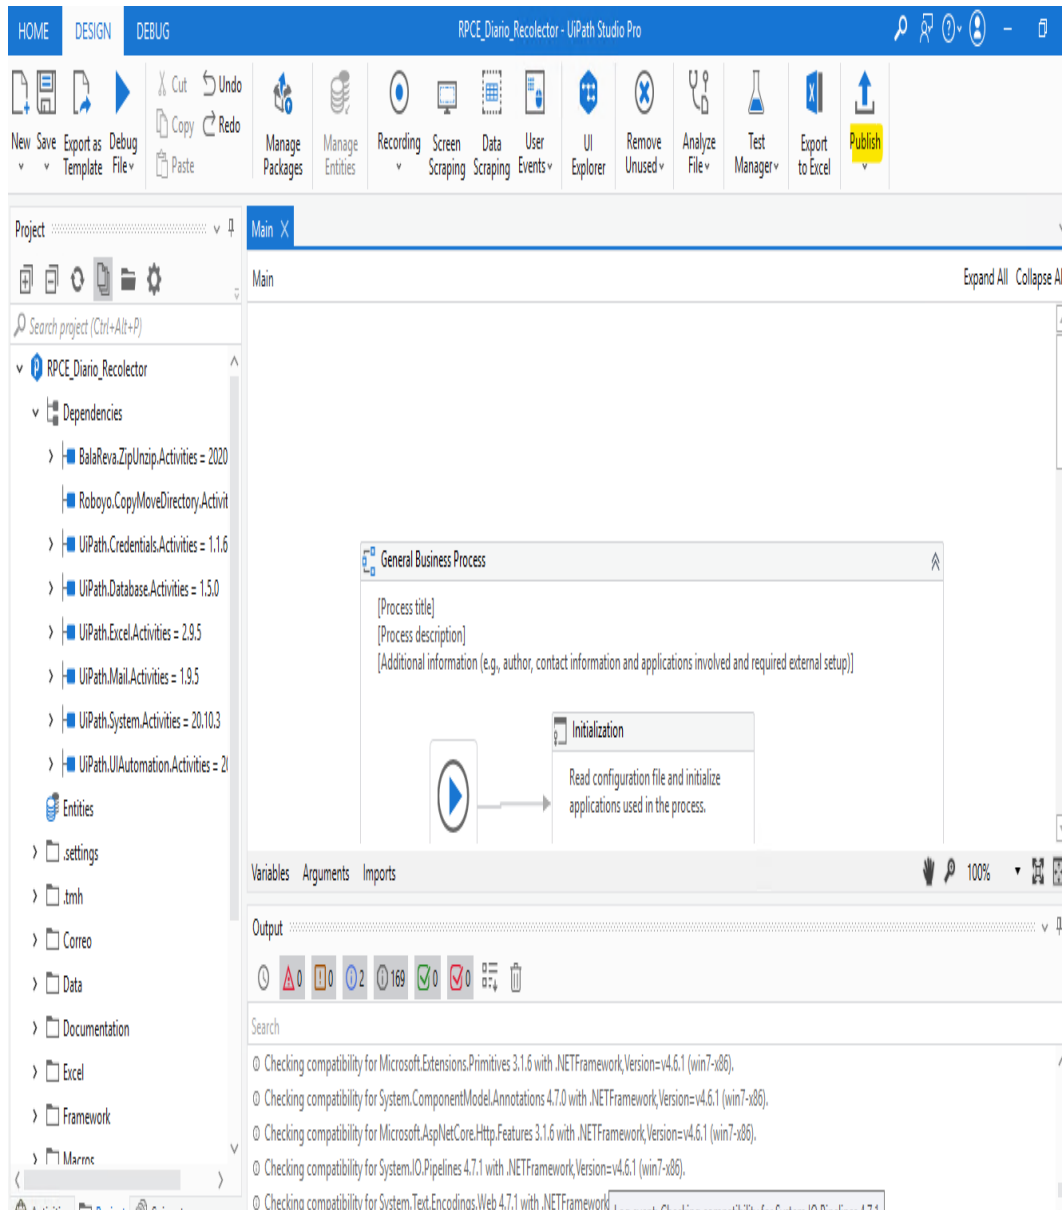 HOME DESIGN DEBUG RPCE_Diario_Recolector - UiPath Studio Pro
New Save Export as Template Debug File
Cut Copy Paste
Undo Redo
Manage Packages
Manage Entities
Recording
Screen Scraping
Data Scraping
User Events
UI Explorer
Remove Unused
Analyze File
Test Manager
Export to Excel
Publish
Project
Main
Main Expand All Collapse
Search project (Ctrl+Alt+P)
RPCE_Diario_Recolector
Dependencies
BalaReva.ZipUnzip.Activities = 2020
Roboyo.CopyMoveDirectory.Activit
UiPath.Credentials.Activities = 1.1.6
UiPath.Database.Activities = 1.5.0
UiPath.Excel.Activities = 2.9.5
UiPath.Mail.Activities = 1.9.5
UiPath.System.Activities = 20.10.3
UiPath.UIAutomation.Activities =
Entities
.settings
.tmh
Correo
Data
Documentation
Excel
Framework
Macros
General Business Process
[Process title]
[Process description]
[Additional information (e.g., author, contact information and applications involved and required external setup)]
Initialization
Read configuration file and initialize
applications used in the process.
Variables Arguments Imports 100%
Output
0 0 2 169 0 0
Search
Checking compatibility for Microsoft.Extensions.Primitives 3.1.6 with .NETFramework,Version=v4.6.1 (win7-x86).
Checking compatibility for System.ComponentModel.Annotations 4.7.0 with .NETFramework,Version=v4.6.1 (win7-x86).
Checking compatibility for Microsoft.AspNetCore.Http.Features 3.1.6 with .NETFramework,Version=v4.6.1 (win7-x86).
Checking compatibility for System.IO.Pipelines 4.7.1 with .NETFramework,Version=v4.6.1 (win7-x86).
Checking compatibility for System.Text.Encodings.Web 4.7.1 with .NETFramework